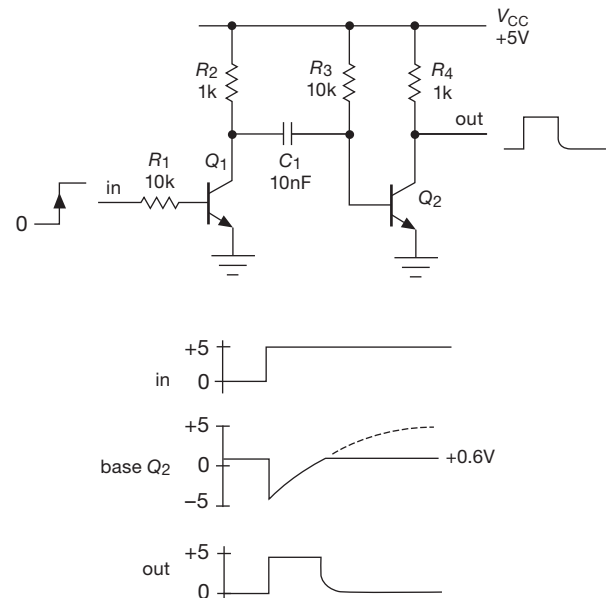 VCC
+5V
R2
1k
R3
10k
R4
1k
out
R1
10k
Q1
C1
10nF
Q2
in
0
+5
in
0
+5
base Q2
0
−5
+0.6V
+5
out
0